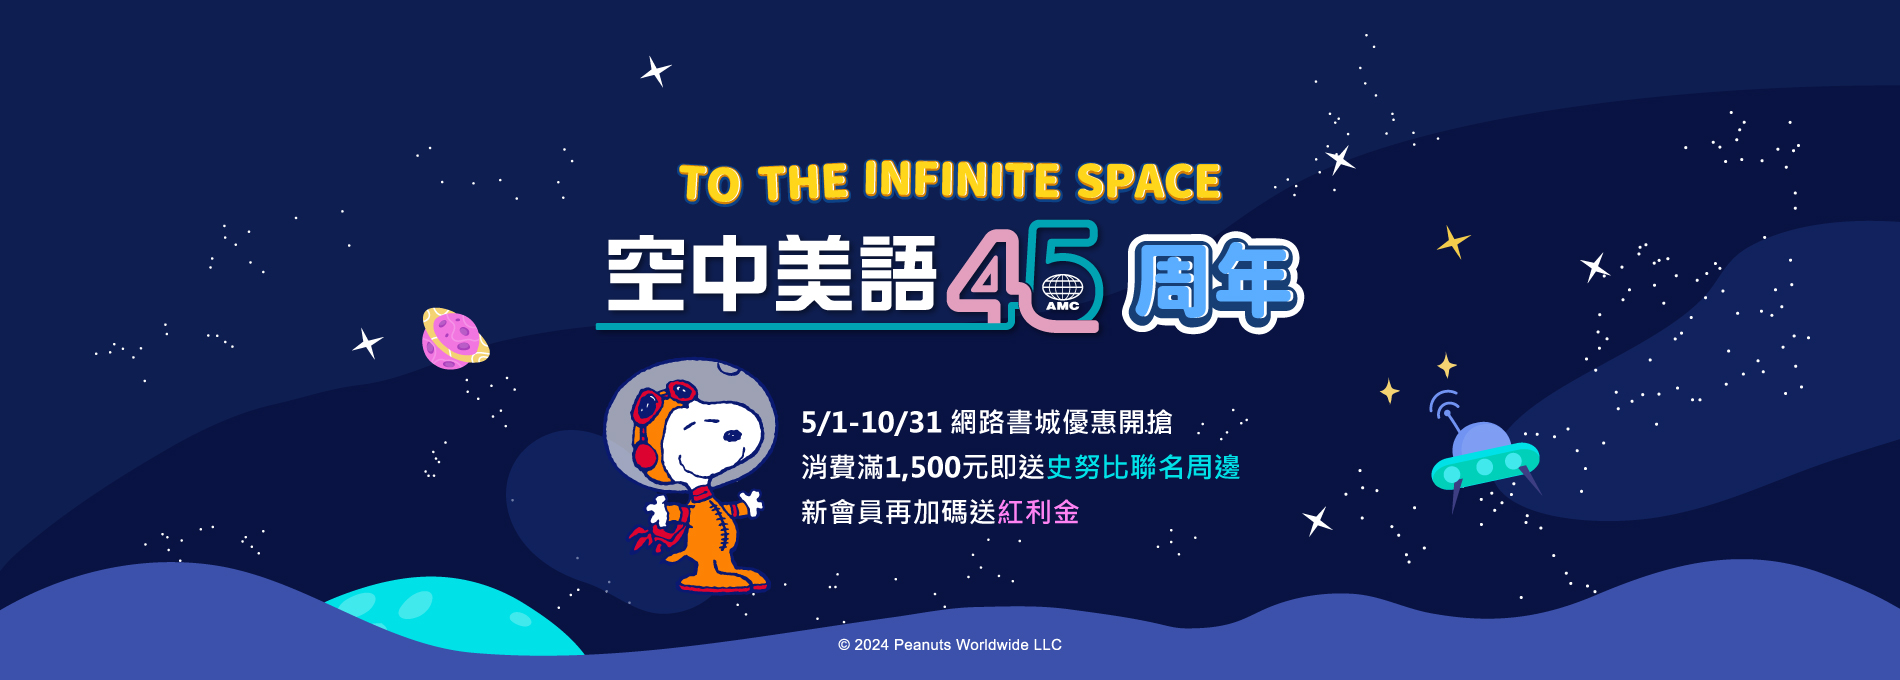 TO THE INFINITE SPACE
空中美語45周年
AMC
5/1-10/31 網路書城優惠開搶
消費滿1,500元即送史努比聯名周邊
新會員再加碼送紅利金
© 2024 Peanuts Worldwide LLC